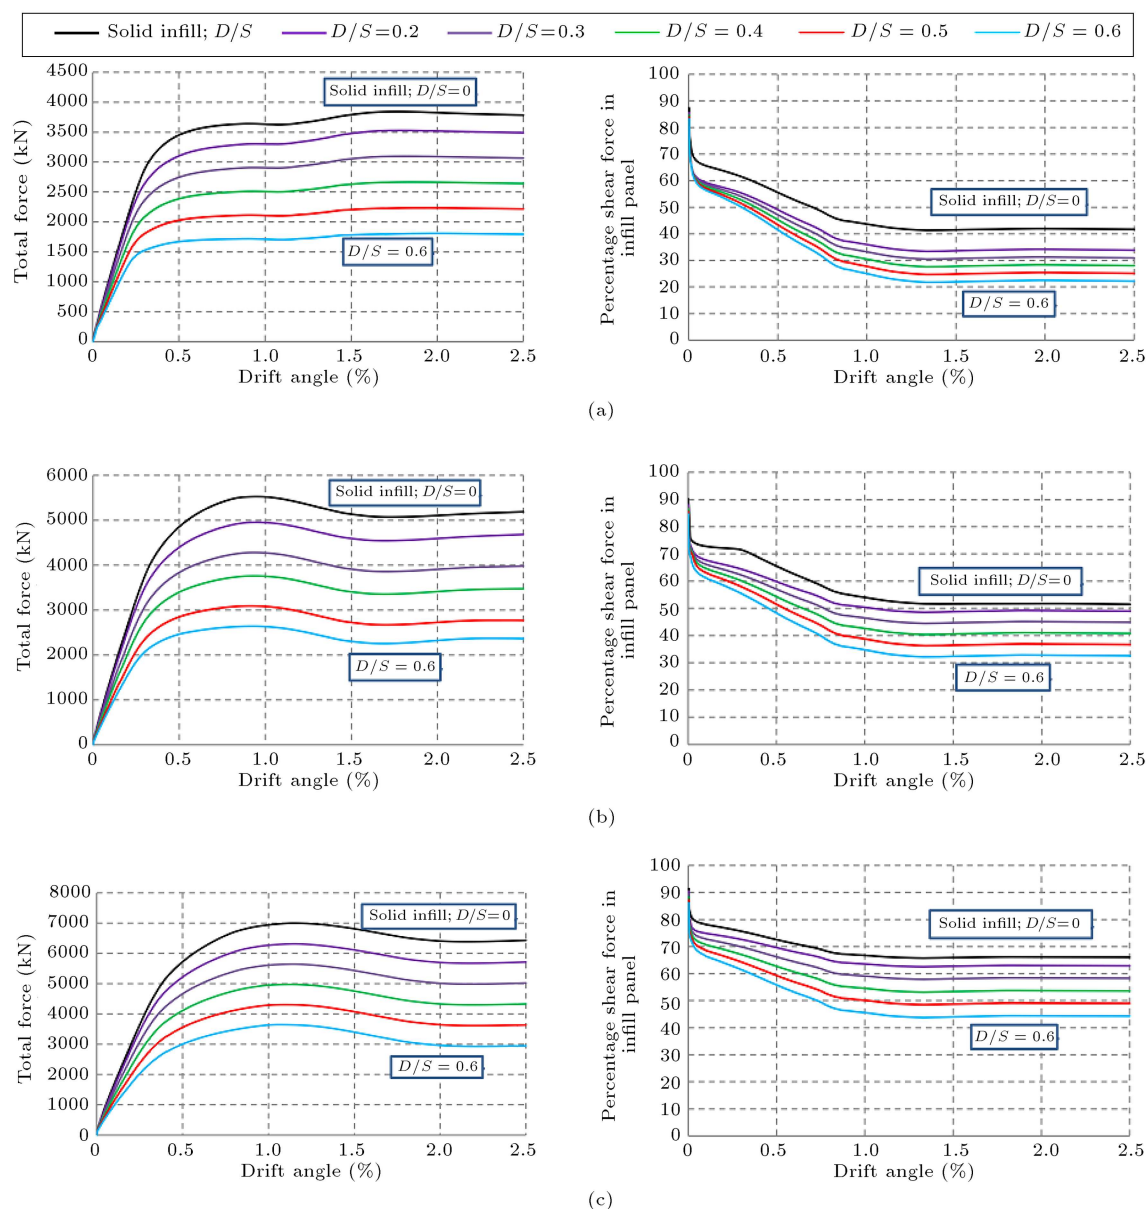 Solid infill; D/S D/S=0.2 D/S=0.3 D/S = 0.4 D/S = 0.5 D/S = 0.6
Total force (kN)
4500
4000
3500
3000
2500
2000
1500
1000
500
0
Solid infill; D/S=0
D/S = 0.6
0 0.5 1.0 1.5 2.0 2.5
Drift angle (%)
Percentage shear force in
infill panel
100
90
80
70
60
50
40
30
20
10
0
Solid infill; D/S=0
D/S = 0.6
0 0.5 1.0 1.5 2.0 2.5
Drift angle (%)
(a)
Total force (kN)
6000
5000
4000
3000
2000
1000
0
Solid infill; D/S=0
D/S = 0.6
0 0.5 1.0 1.5 2.0 2.5
Drift angle (%)
Percentage shear force in
infill panel
100
90
80
70
60
50
40
30
20
10
0
Solid infill; D/S=0
D/S = 0.6
0 0.5 1.0 1.5 2.0 2.5
Drift angle (%)
(b)
Total force (kN)
8000
7000
6000
5000
4000
3000
2000
1000
0
Solid infill; D/S=0
D/S = 0.6
0 0.5 1.0 1.5 2.0 2.5
Drift angle (%)
Percentage shear force in
infill panel
100
90
80
70
60
50
40
30
20
10
0
Solid infill; D/S=0
D/S = 0.6
0 0.5 1.0 1.5 2.0 2.5
Drift angle (%)
(c)